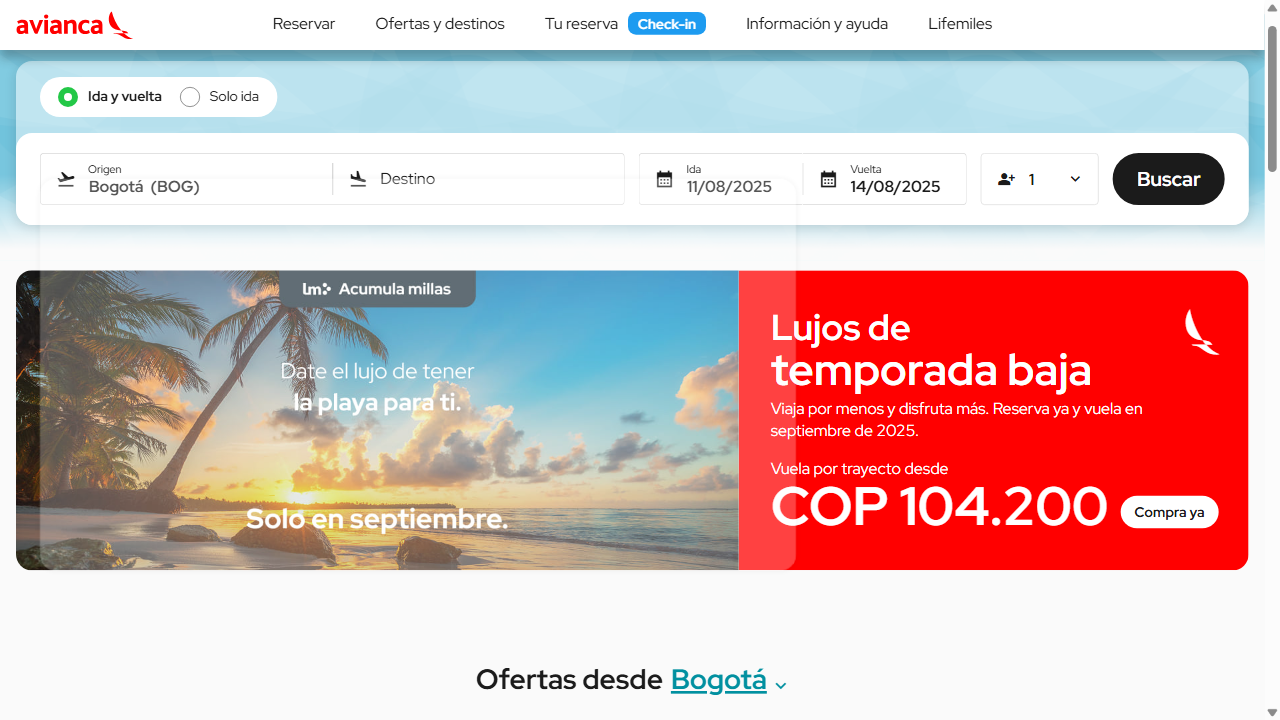 avianca
Reservar
Ofertas y destinos
Tu reserva
Check-in
Información y ayuda
Lifemiles
Ida y vuelta
Solo ida
Origen
Bogotá (BOG)
Destino
Ida
11/08/2025
Vuelta
14/08/2025
1
Buscar
lm Acumula millas
Date el lujo de tener
la playa para ti.
Solo en septiembre.
Lujos de
temporada baja
Viaja por menos y disfruta más. Reserva ya y vuela en
septiembre de 2025.
Vuela por trayecto desde
COP 104.200
Compra ya
Ofertas desde Bogotá